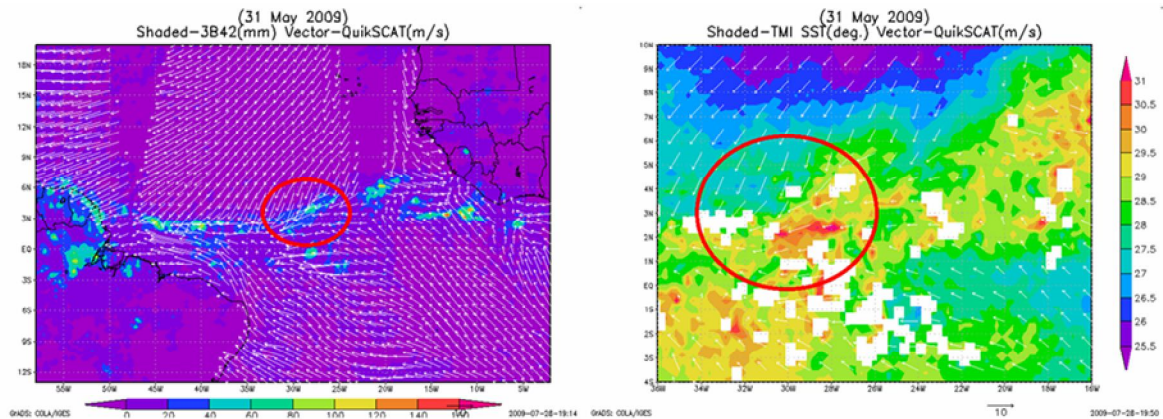 (31 May 2009)
Shaded-3B42(mm) Vector-QuikSCAT(m/s)
18N
15N
12N
9N
6N
3N
EQ
3S
6S
9S
12S
55W 50W 45W 40W 35W 30W 25W 20W 15W 10W 5W
0 20 40 60 80 100 120 140
GrADS: COLA/IGES
2009-07-28-19:14
(31 May 2009)
Shaded-TMI SST(deg.) Vector-QuikSCAT(m/s)
10N
9N
8N
7N
6N
5N
4N
3N
2N
1N
EQ
1S
2S
3S
4S
36W 34W 32W 30W 28W 26W 24W 22W 20W 18W 16W
10
31
30.5
30
29.5
29
28.5
28
27.5
27
26.5
26
25.5
GrADS: COLA/IGES